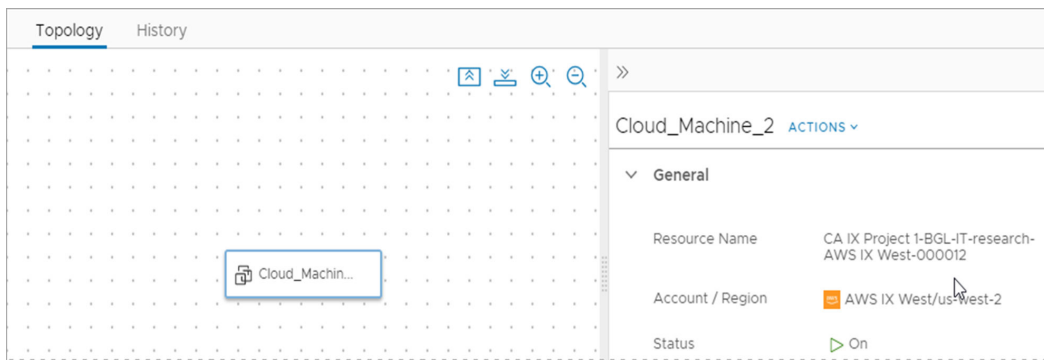 Topology History
Cloud_Machin...
Cloud_Machine_2 ACTIONS
General
Resource Name CA IX Project 1-BGL-IT-research-
AWS IX West-000012
Account / Region AWS IX West/us-west-2
Status On